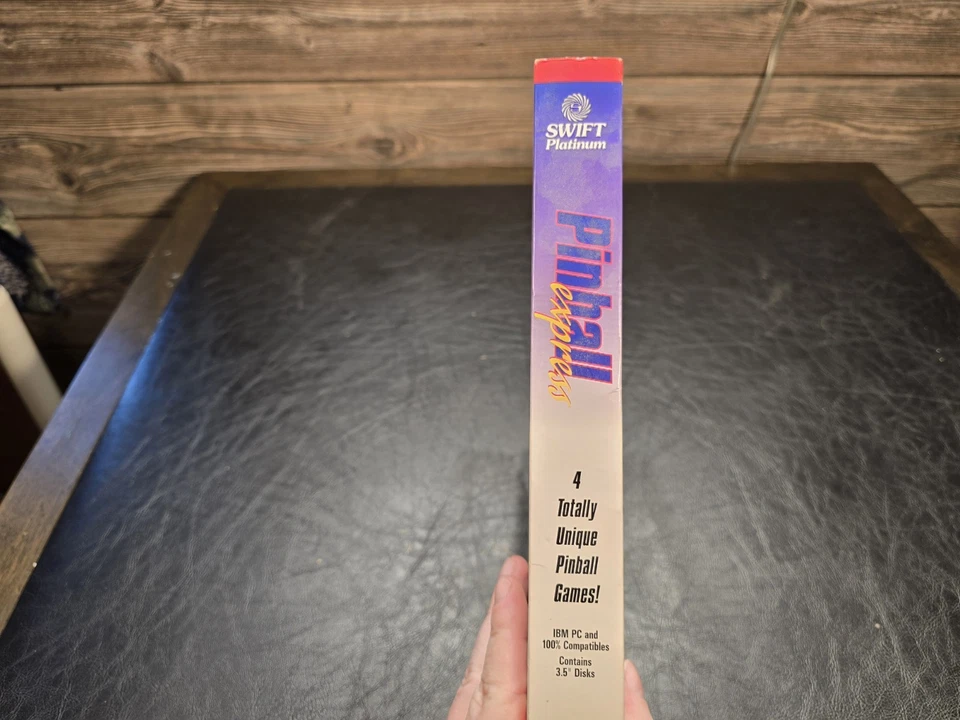 SWIFT
Platinum
Pinball
express
4
Totally
Unique
Pinball
Games!
IBM PC and
100% Compatibles
Contains
3.5" Disks